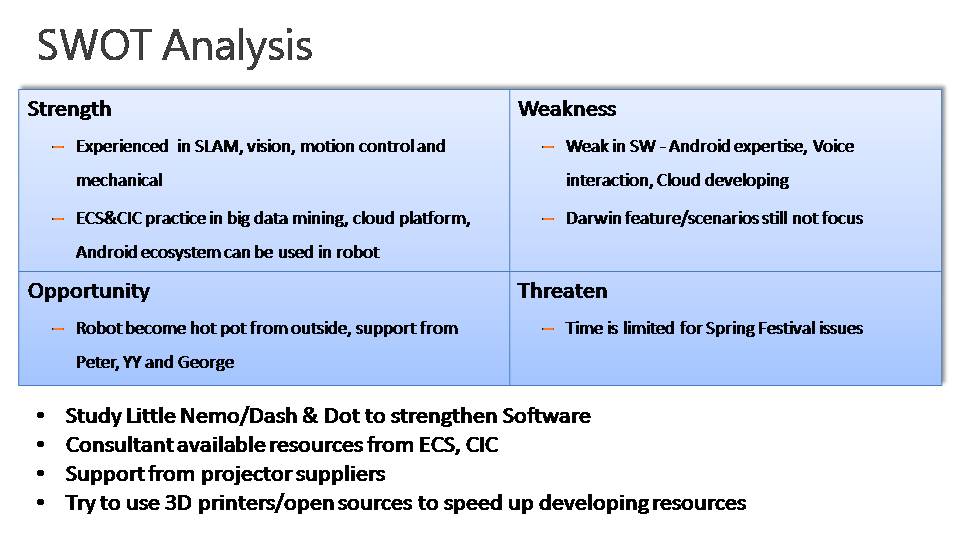 SWOT Analysis
Strength
– Experienced in SLAM, vision, motion control and
mechanical
– ECS&CIC practice in big data mining, cloud platform,
Android ecosystem can be used in robot
Weakness
– Weak in SW - Android expertise, Voice
interaction, Cloud developing
– Darwin feature/scenarios still not focus
Opportunity
– Robot become hot pot from outside, support from
Peter, YY and George
Threaten
– Time is limited for Spring Festival issues
• Study Little Nemo/Dash & Dot to strengthen Software
• Consultant available resources from ECS, CIC
• Support from projector suppliers
• Try to use 3D printers/open sources to speed up developing resources